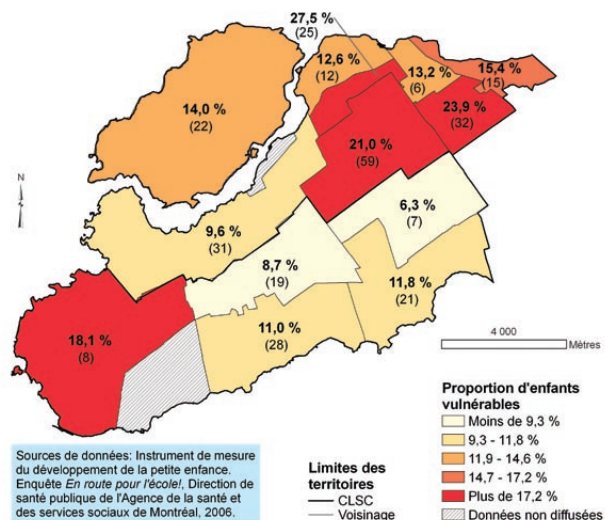 27,5 %
(25)
12,6 %
(12)
13,2 %
(6)
15,4 %
(15)
14,0 %
(22)
23,9 %
(32)
21,0 %
(59)
N
6,3 %
(7)
9,6 %
(31)
8,7 %
(19)
11,8 %
(21)
18,1 %
(8)
11,0 %
(28)
4 000
Mètres
Proportion d'enfants
vulnérables
Moins de 9,3 %
9,3 - 11,8 %
11,9 - 14,6 %
14,7 - 17,2 %
Plus de 17,2 %
Données non diffusées
Limites des
territoires
CLSC
Voisinage
Sources de données: Instrument de mesure
du développement de la petite enfance.
Enquête En route pour l'école!, Direction de
santé publique de l'Agence de la santé et
des services sociaux de Montréal, 2006.